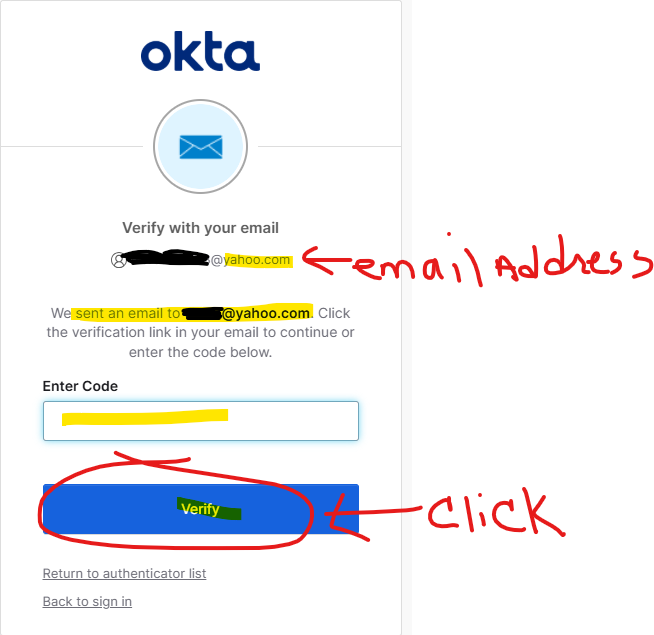 okta
Verify with your email
@yahoo.com
email Address
We sent an email to @yahoo.com. Click
the verification link in your email to continue or
enter the code below.
Enter Code
Verify
Click
Return to authenticator list
Back to sign in